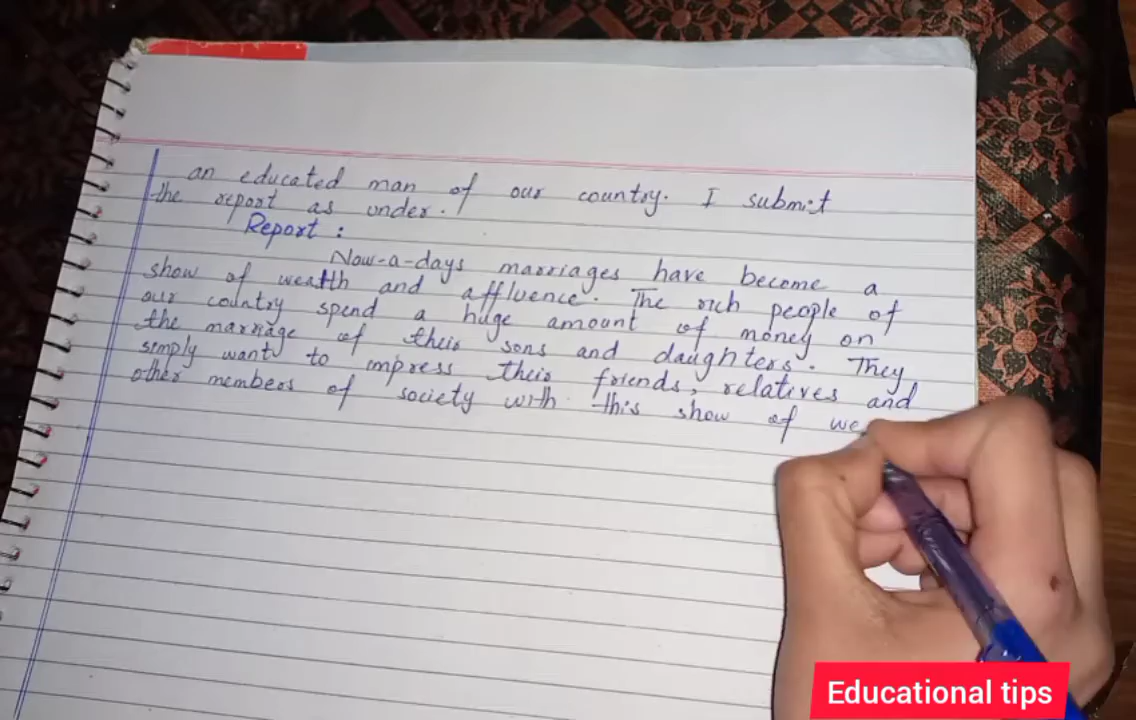 an educated man of our country. I submit
the report as under.
Report :
Now-a-days marriages have become a
show of wealth and affluence. The rich people of
our country spend a huge amount of money on
the marriage of their sons and daughters. They
simply want to impress their friends, relatives and
other members of society with this show of we
Educational tips